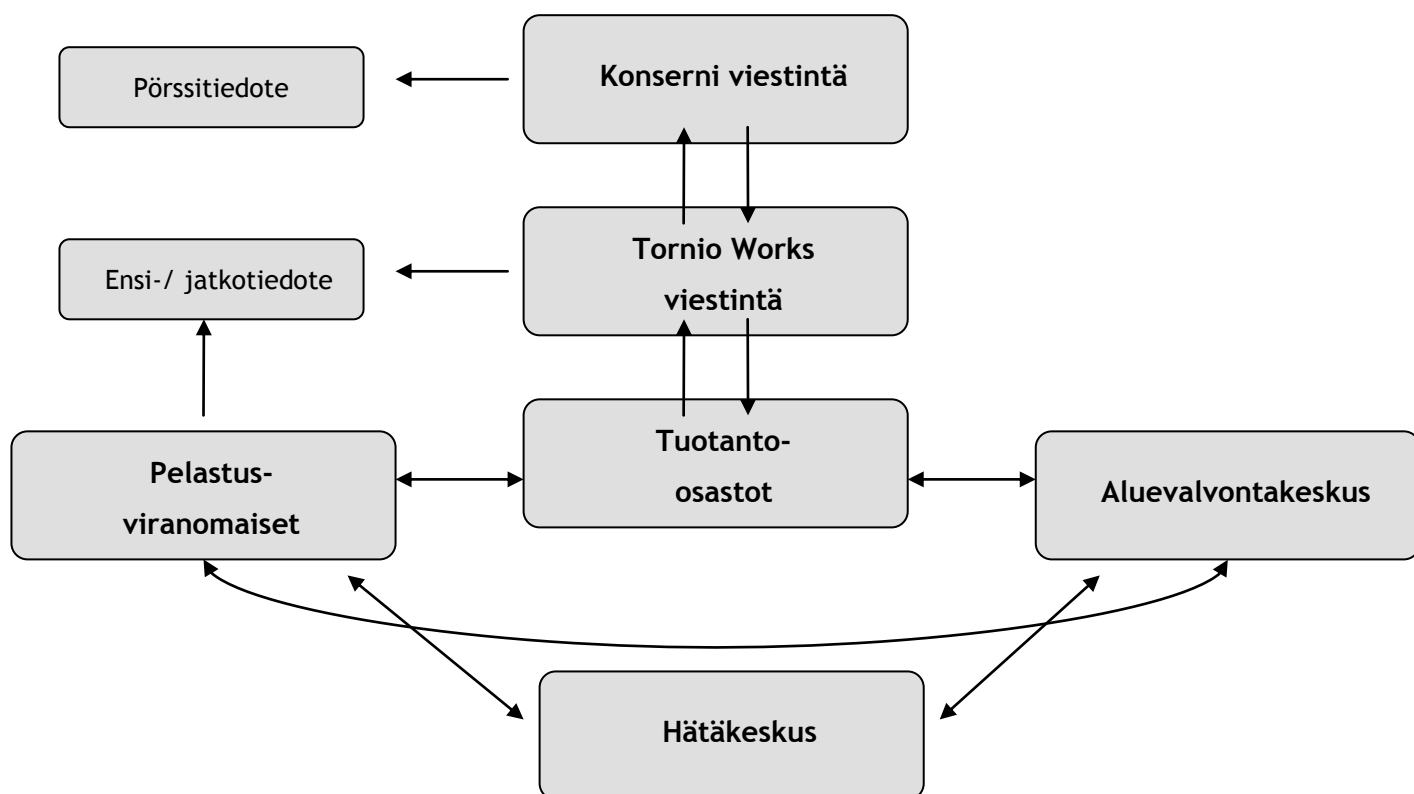 Konserni viestintä
Pörssitiedote
Tornio Works
viestintä
Ensi-/ jatkotiedote
Tuotanto-
osastot
Pelastus-
viranomaiset
Aluevalvontakeskus
Hätäkeskus